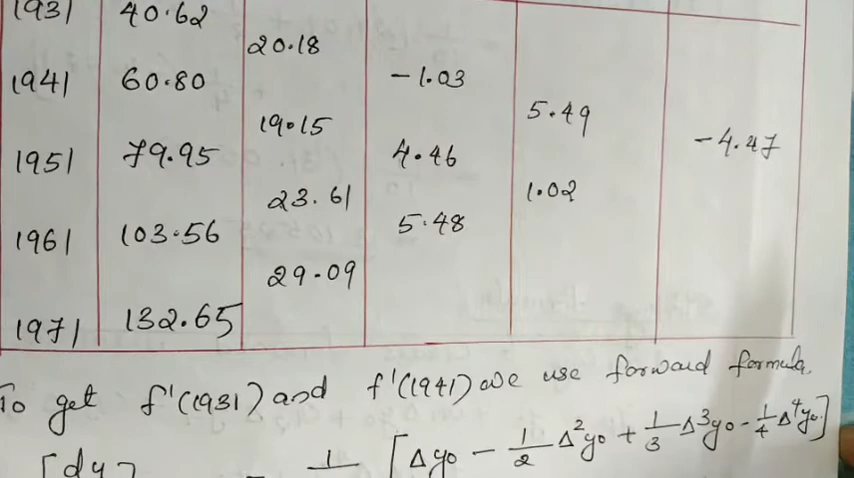 1931 40.62
20.18
1941 60.80 -1.03
19.15 5.49
1951 79.95 4.46 -4.47
23.61 1.02
1961 103.56 5.48
29.09
1971 132.65
To get f'(1931) and f'(1941) we use forward formula.
[dy] = 1 [Δy0 - 1/2 Δ²y0 + 1/3 Δ³y0 - 1/4 Δ⁴y0]